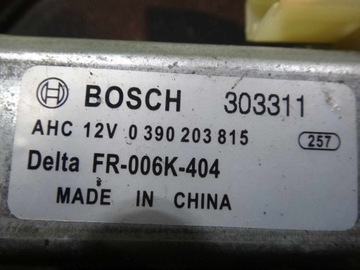 BOSCH 303311
AHC 12V 0 390 203 815 257
Delta FR-006K-404
MADE IN CHINA